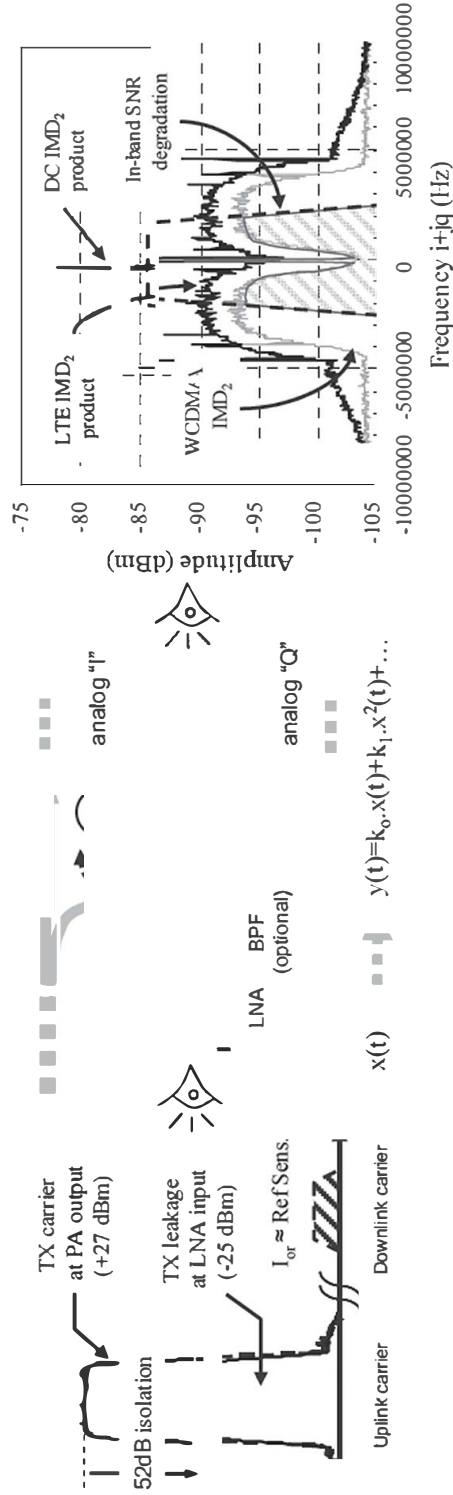 TX carrier
at PA output
(+27 dBm)
52dB isolation
TX leakage
at LNA input
(-25 dBm)
Ior ≈ Ref Sens.
Uplink carrier
Downlink carrier
LNA
BPF
(optional)
x(t)
y(t)=ko.x(t)+k1.x²(t)+…
analog "I"
analog "Q"
Amplitude (dBm)
-75
-80
-85
-90
-95
-100
-105
LTE IMD2
product
DC IMD2
product
In-band SNR
degradation
WCDMA
IMD2
-10000000
-5000000
0
5000000
10000000
Frequency i+jq (Hz)